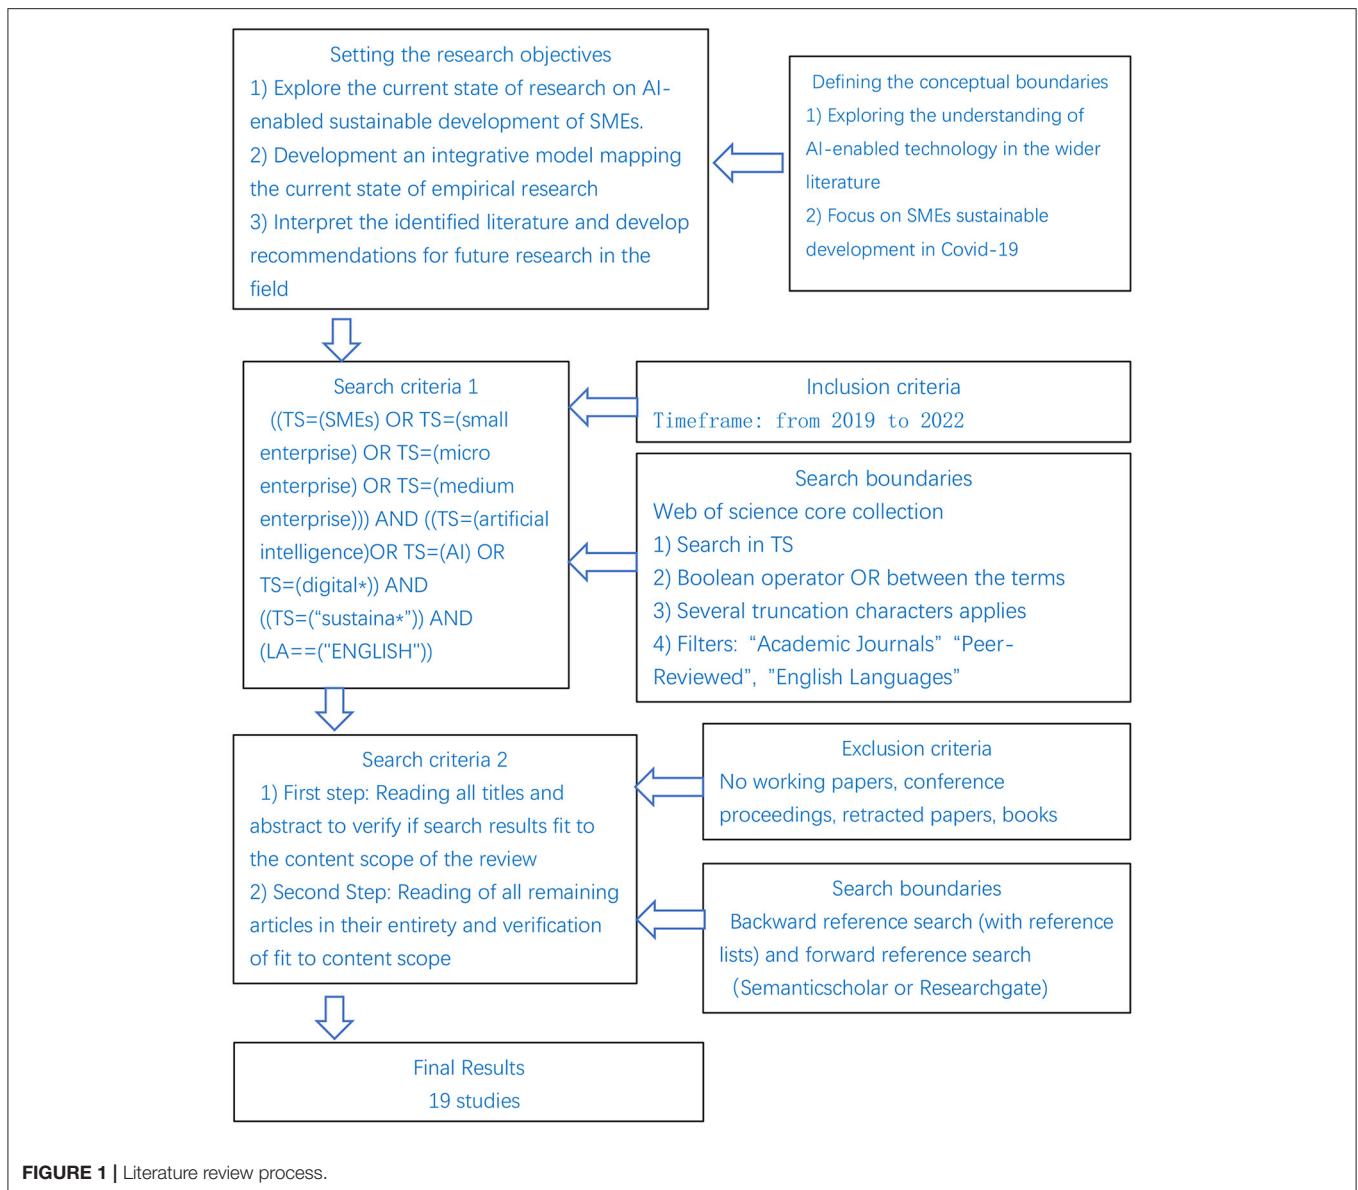 Setting the research objectives
1) Explore the current state of research on AI-
enabled sustainable development of SMEs.
2) Development an integrative model mapping
the current state of empirical research
3) Interpret the identified literature and develop
recommendations for future research in the
field
Defining the conceptual boundaries
1) Exploring the understanding of
AI-enabled technology in the wider
literature
2) Focus on SMEs sustainable
development in Covid-19
Search criteria 1
((TS=(SMEs) OR TS=(small
enterprise) OR TS=(micro
enterprise) OR TS=(medium
enterprise))) AND ((TS=(artificial
intelligence)OR TS=(AI) OR
TS=(digital*)) AND
((TS=(“sustaina*”)) AND
(LA==("ENGLISH"))
Inclusion criteria
Timeframe: from 2019 to 2022
Search boundaries
Web of science core collection
1) Search in TS
2) Boolean operator OR between the terms
3) Several truncation characters applies
4) Filters: “Academic Journals” “Peer-
Reviewed”, ”English Languages”
Search criteria 2
1) First step: Reading all titles and
abstract to verify if search results fit to
the content scope of the review
2) Second Step: Reading of all remaining
articles in their entirety and verification
of fit to content scope
Exclusion criteria
No working papers, conference
proceedings, retracted papers, books
Search boundaries
Backward reference search (with reference
lists) and forward reference search
（Semanticscholar or Researchgate)
Final Results
19 studies
FIGURE 1 | Literature review process.